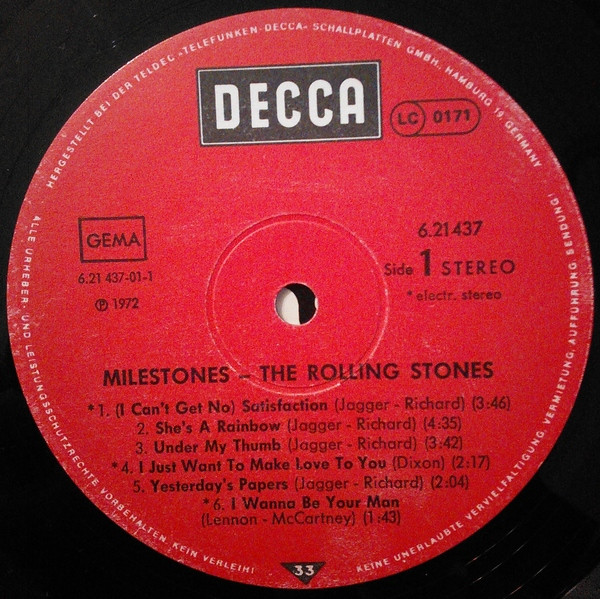 HERGESTELLT BEI DER TELDEC »TELEFUNKEN-DECCA« SCHALLPLATTEN GMBH, HAMBURG 19, GERMANY
DECCA
LC 0171
GEMA
6.21 437-01-1
℗ 1972
6.21437
Side 1 STEREO
* electr. stereo
MILESTONES – THE ROLLING STONES
*1. (I Can't Get No) Satisfaction (Jagger - Richard) (3:46)
2. She's A Rainbow (Jagger - Richard) (4:35)
3. Under My Thumb (Jagger - Richard) (3:42)
*4. I Just Want To Make Love To You (Dixon) (2:17)
5. Yesterday's Papers (Jagger - Richard) (2:04)
*6. I Wanna Be Your Man
(Lennon - McCartney) (1:43)
33
ALLE URHEBER- UND LEISTUNGSSCHUTZRECHTE VORBEHALTEN. KEIN VERLEIH! KEINE UNERLAUBTE VERVIELFÄLTIGUNG, VERMIETUNG, AUFFÜHRUNG, SENDUNG!